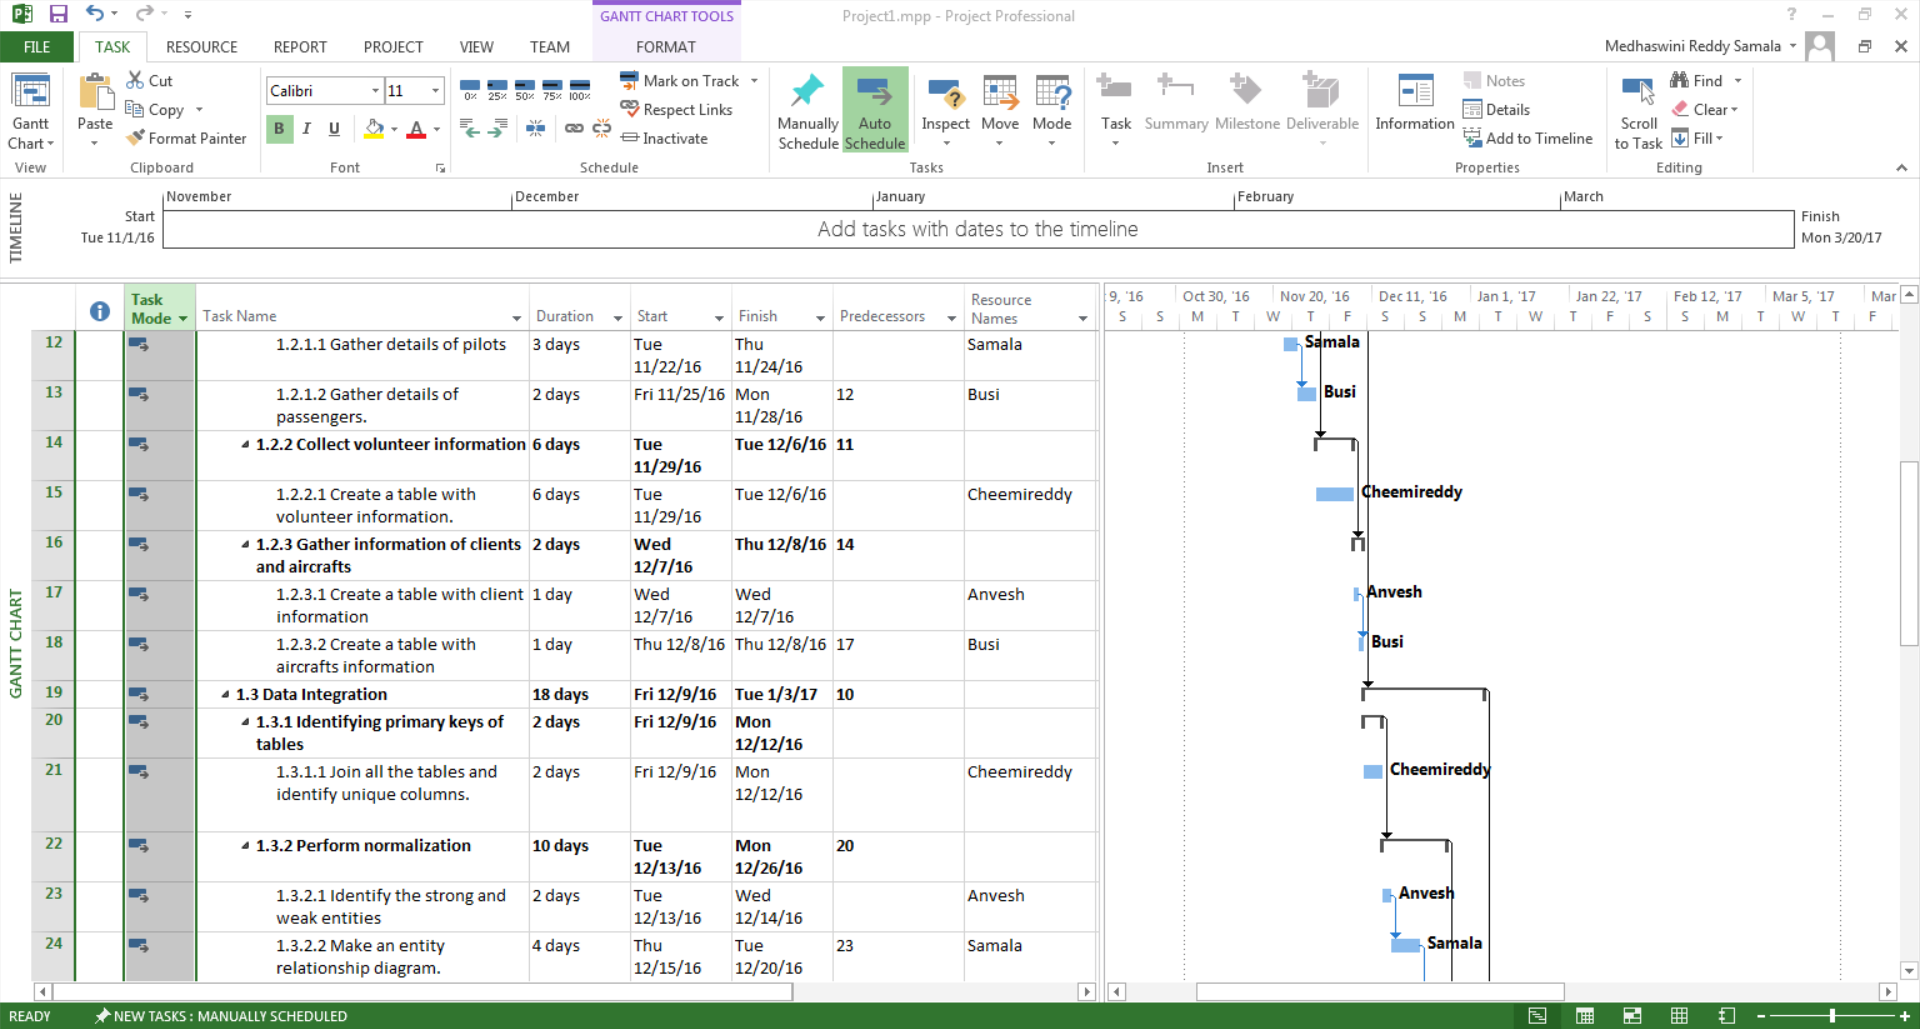 GANTT CHART TOOLS
Project1.mpp - Project Professional
?
FILE
TASK
RESOURCE
REPORT
PROJECT
VIEW
TEAM
FORMAT
Medhaswini Reddy Samala
Gantt
Chart
View
Paste
Cut
Copy
Format Painter
Clipboard
Calibri
11
B I U
A
Font
0% 25% 50% 75% 100%
Mark on Track
Respect Links
Inactivate
Schedule
Manually
Schedule
Auto
Schedule
Inspect
Move
Mode
Tasks
Task
Summary
Milestone
Deliverable
Insert
Information
Notes
Details
Add to Timeline
Properties
Scroll
to Task
Find
Clear
Fill
Editing
TIMELINE
November
December
January
February
March
Start
Tue 11/1/16
Add tasks with dates to the timeline
Finish
Mon 3/20/17
GANTT CHART
Task
Mode
Task Name
Duration
Start
Finish
Predecessors
Resource
Names
12
1.2.1.1 Gather details of pilots
3 days
Tue
11/22/16
Thu
11/24/16
Samala
13
1.2.1.2 Gather details of
passengers.
2 days
Fri 11/25/16
Mon
11/28/16
12
Busi
14
1.2.2 Collect volunteer information
6 days
Tue
11/29/16
Tue 12/6/16
11
15
1.2.2.1 Create a table with
volunteer information.
6 days
Tue
11/29/16
Tue 12/6/16
Cheemireddy
16
1.2.3 Gather information of clients
and aircrafts
2 days
Wed
12/7/16
Thu 12/8/16
14
17
1.2.3.1 Create a table with client
information
1 day
Wed
12/7/16
Wed
12/7/16
Anvesh
18
1.2.3.2 Create a table with
aircrafts information
1 day
Thu 12/8/16
Thu 12/8/16
17
Busi
19
1.3 Data Integration
18 days
Fri 12/9/16
Tue 1/3/17
10
20
1.3.1 Identifying primary keys of
tables
2 days
Fri 12/9/16
Mon
12/12/16
21
1.3.1.1 Join all the tables and
identify unique columns.
2 days
Fri 12/9/16
Mon
12/12/16
Cheemireddy
22
1.3.2 Perform normalization
10 days
Tue
12/13/16
Mon
12/26/16
20
23
1.3.2.1 Identify the strong and
weak entities
2 days
Tue
12/13/16
Wed
12/14/16
Anvesh
24
1.3.2.2 Make an entity
relationship diagram.
4 days
Thu
12/15/16
Tue
12/20/16
23
Samala
9, '16
Oct 30, '16
Nov 20, '16
Dec 11, '16
Jan 1, '17
Jan 22, '17
Feb 12, '17
Mar 5, '17
Mar
S S M T W T F S S M T W T F S S M T W T F
Samala
Busi
Cheemireddy
Anvesh
Busi
Cheemireddy
Anvesh
Samala
READY
NEW TASKS : MANUALLY SCHEDULED